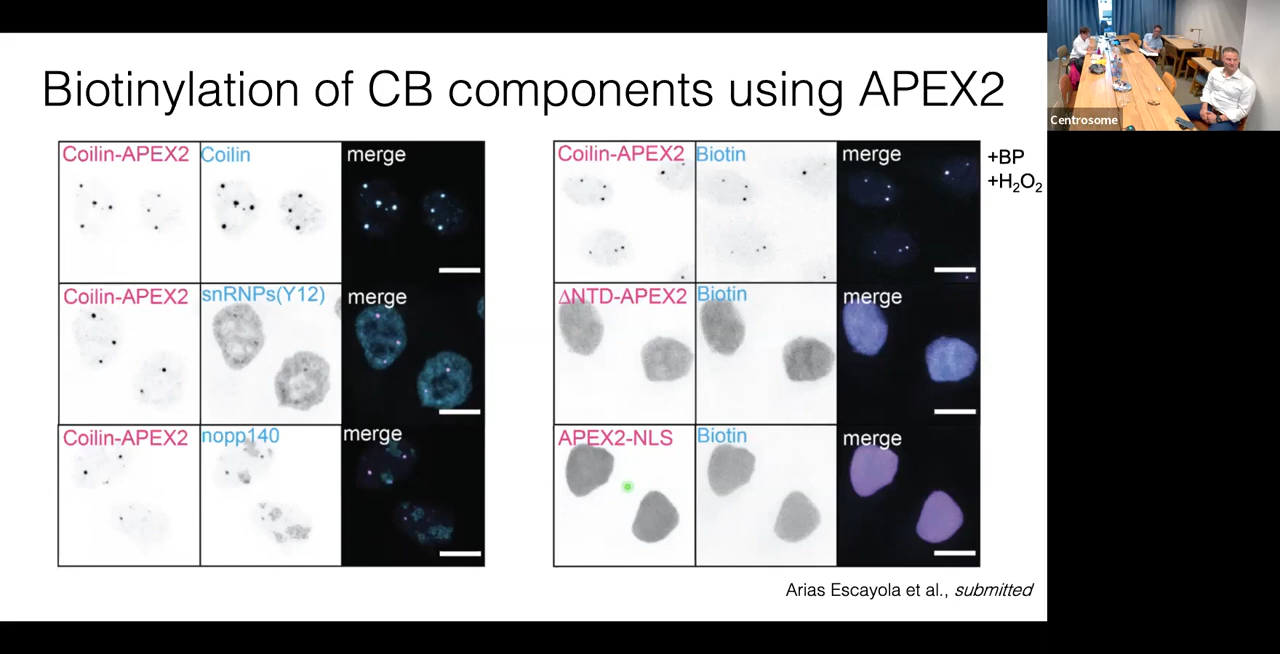 Biotinylation of CB components using APEX2
Coilin-APEX2 Coilin merge
Coilin-APEX2 snRNPs(Y12) merge
Coilin-APEX2 nopp140 merge
Coilin-APEX2 Biotin merge
ΔNTD-APEX2 Biotin merge
APEX2-NLS Biotin merge
+BP
+H₂O₂
Arias Escayola et al., submitted
Centrosome